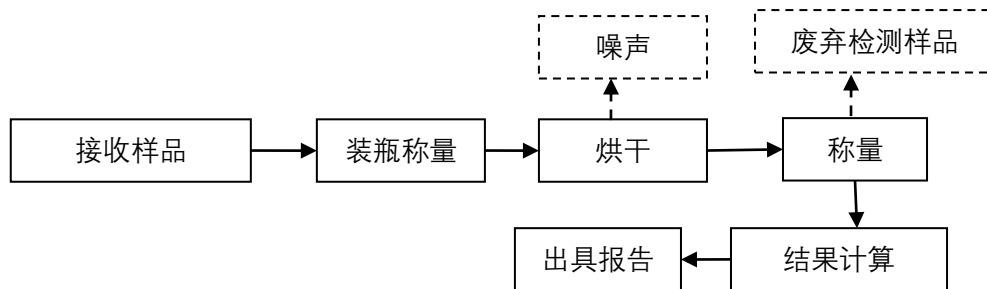 噪声
废弃检测样品
接收样品
装瓶称量
烘干
称量
出具报告
结果计算